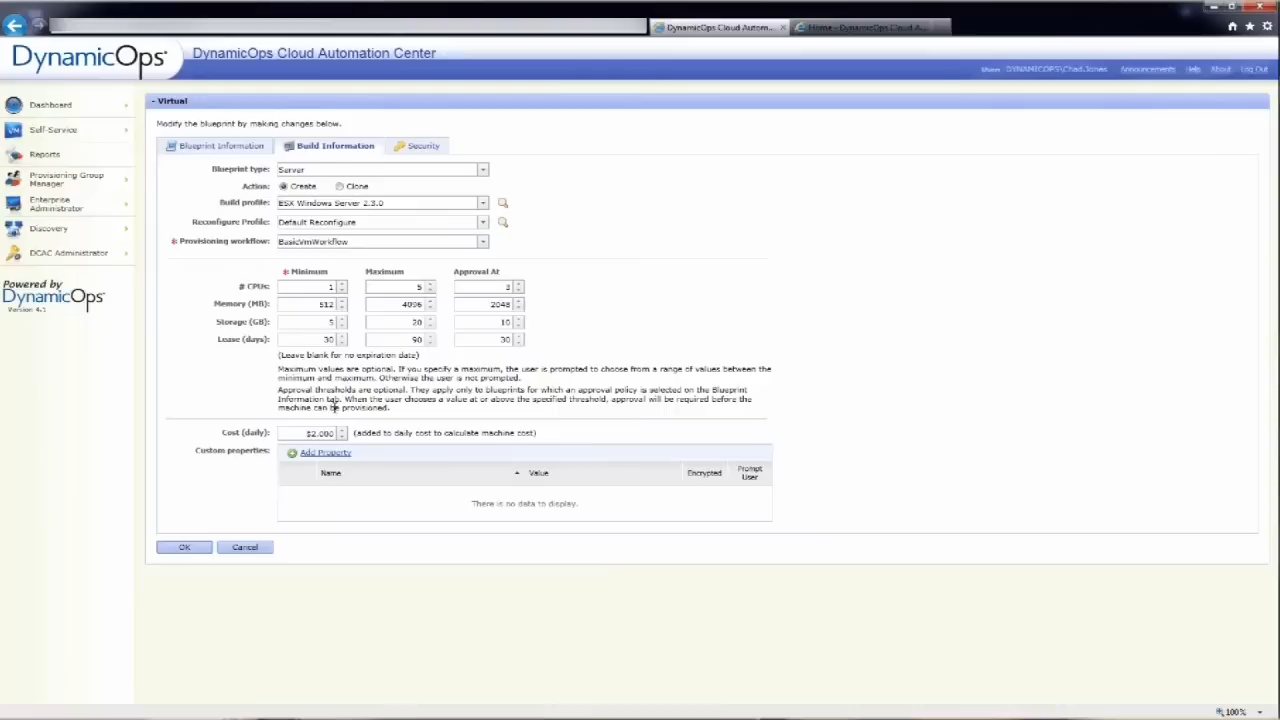 DynamicOps Cloud Autom...
Home - DynamicOps Cloud A...
DynamicOps
DynamicOps Cloud Automation Center
DYNAMICOPS\Chad.Jones Announcements Help About Log Out
Dashboard
Self-Service
Reports
Provisioning Group
Manager
Enterprise
Administrator
Discovery
DCAC Administrator
Powered by
DynamicOps
Version 4.1
- Virtual
Modify the blueprint by making changes below.
Blueprint Information Build Information Security
Blueprint type: Server
Action: Create Clone
Build profile: ESX Windows Server 2.3.0
Reconfigure Profile: Default Reconfigure
* Provisioning workflow: BasicVmWorkflow
* Minimum Maximum Approval At
# CPUs: 1 5 3
Memory (MB): 512 4096 2048
Storage (GB): 5 20 10
Lease (days): 30 90 30
(Leave blank for no expiration date)
Maximum values are optional. If you specify a maximum, the user is prompted to choose from a range of values between the
minimum and maximum. Otherwise the user is not prompted.
Approval thresholds are optional. They apply only to blueprints for which an approval policy is selected on the Blueprint
Information tab. When the user chooses a value at or above the specified threshold, approval will be required before the
machine can be provisioned.
Cost (daily): $2.000 (added to daily cost to calculate machine cost)
Custom properties: Add Property
Name Value Encrypted Prompt
User
There is no data to display.
OK Cancel
100%